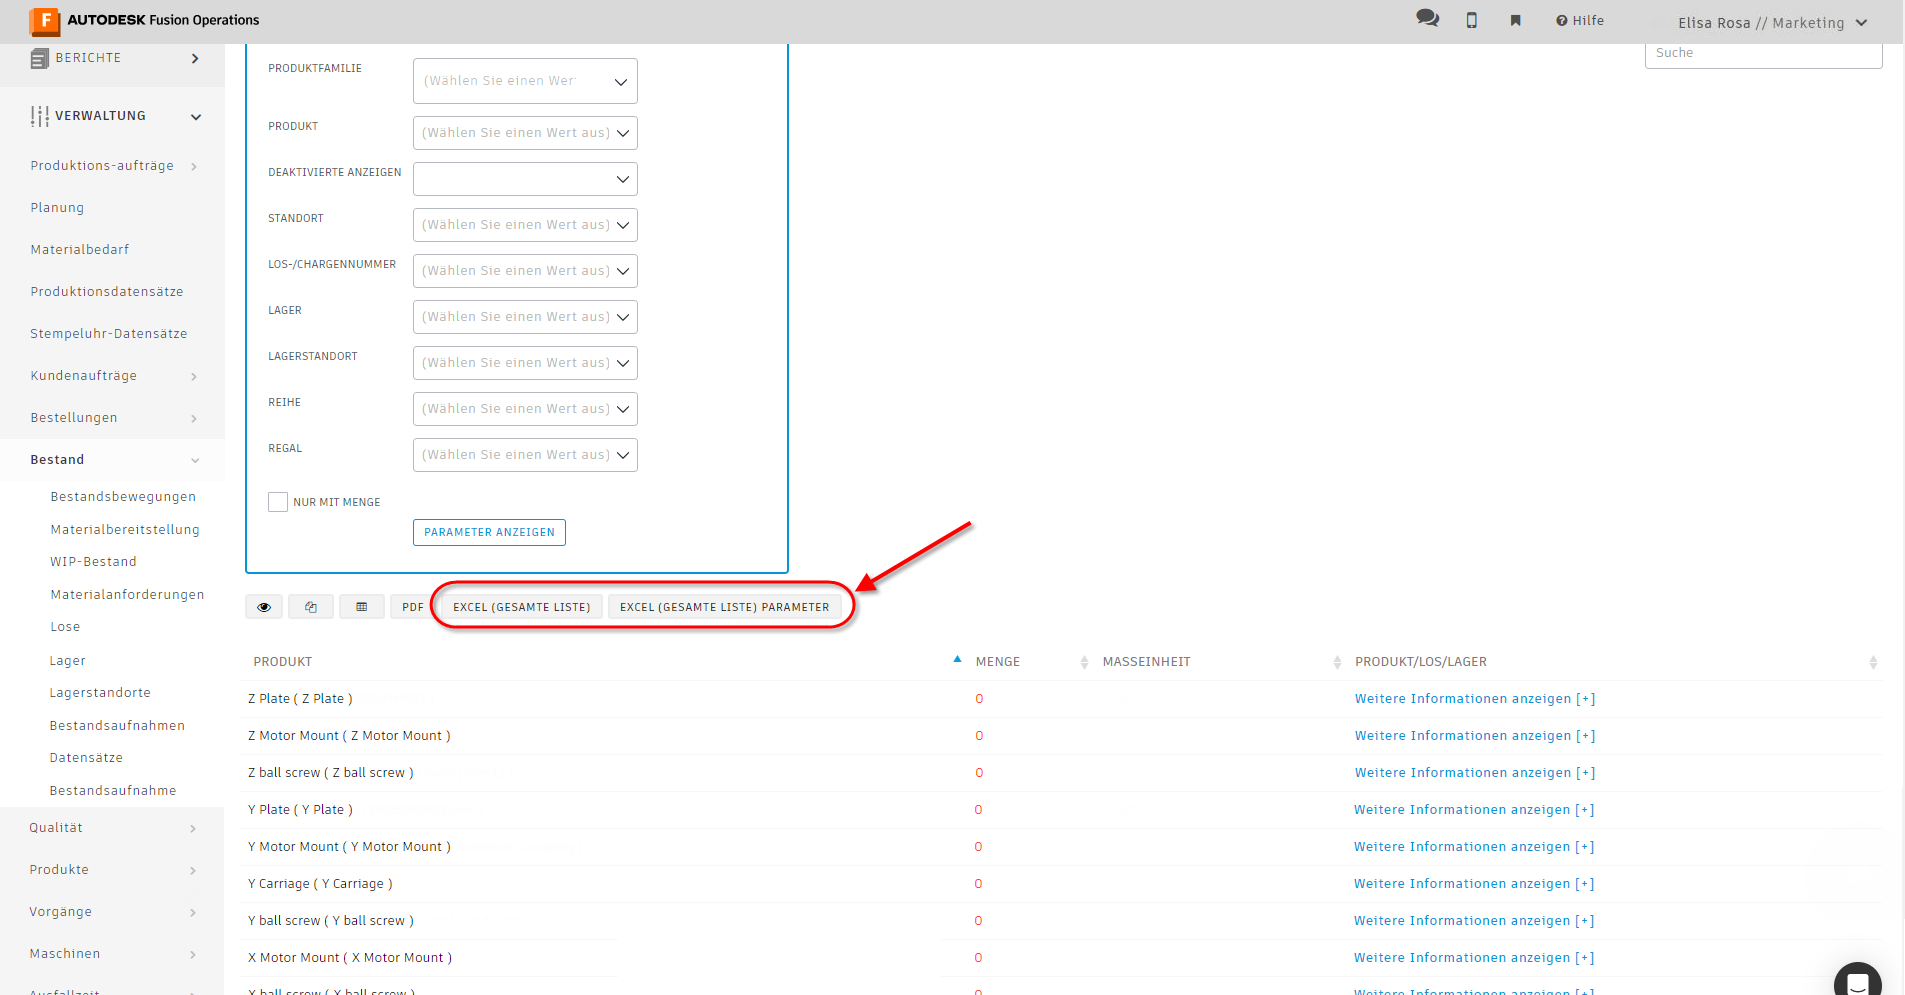 F AUTODESK Fusion Operations
Hilfe
Elisa Rosa // Marketing
BERICHTE
VERWALTUNG
Produktions-aufträge
Planung
Materialbedarf
Produktionsdatensätze
Stempeluhr-Datensätze
Kundenaufträge
Bestellungen
Bestand
Bestandsbewegungen
Materialbereitstellung
WIP-Bestand
Materialanforderungen
Lose
Lager
Lagerstandorte
Bestandsaufnahmen
Datensätze
Bestandsaufnahme
Qualität
Produkte
Vorgänge
Maschinen
Ausfallzeit
Suche
PRODUKTFAMILIE (Wählen Sie einen Wer
PRODUKT (Wählen Sie einen Wert aus)
DEAKTIVIERTE ANZEIGEN
STANDORT (Wählen Sie einen Wert aus)
LOS-/CHARGENNUMMER (Wählen Sie einen Wert aus)
LAGER (Wählen Sie einen Wert aus)
LAGERSTANDORT (Wählen Sie einen Wert aus)
REIHE (Wählen Sie einen Wert aus)
REGAL (Wählen Sie einen Wert aus)
NUR MIT MENGE
PARAMETER ANZEIGEN
PDF EXCEL (GESAMTE LISTE) EXCEL (GESAMTE LISTE) PARAMETER
PRODUKT MENGE MASSEINHEIT PRODUKT/LOS/LAGER
Z Plate ( Z Plate ) 0 Weitere Informationen anzeigen [+]
Z Motor Mount ( Z Motor Mount ) 0 Weitere Informationen anzeigen [+]
Z ball screw ( Z ball screw ) 0 Weitere Informationen anzeigen [+]
Y Plate ( Y Plate ) 0 Weitere Informationen anzeigen [+]
Y Motor Mount ( Y Motor Mount ) 0 Weitere Informationen anzeigen [+]
Y Carriage ( Y Carriage ) 0 Weitere Informationen anzeigen [+]
Y ball screw ( Y ball screw ) 0 Weitere Informationen anzeigen [+]
X Motor Mount ( X Motor Mount ) 0 Weitere Informationen anzeigen [+]
X ball screw ( X ball screw ) 0 Weitere Informationen anzeigen [+]